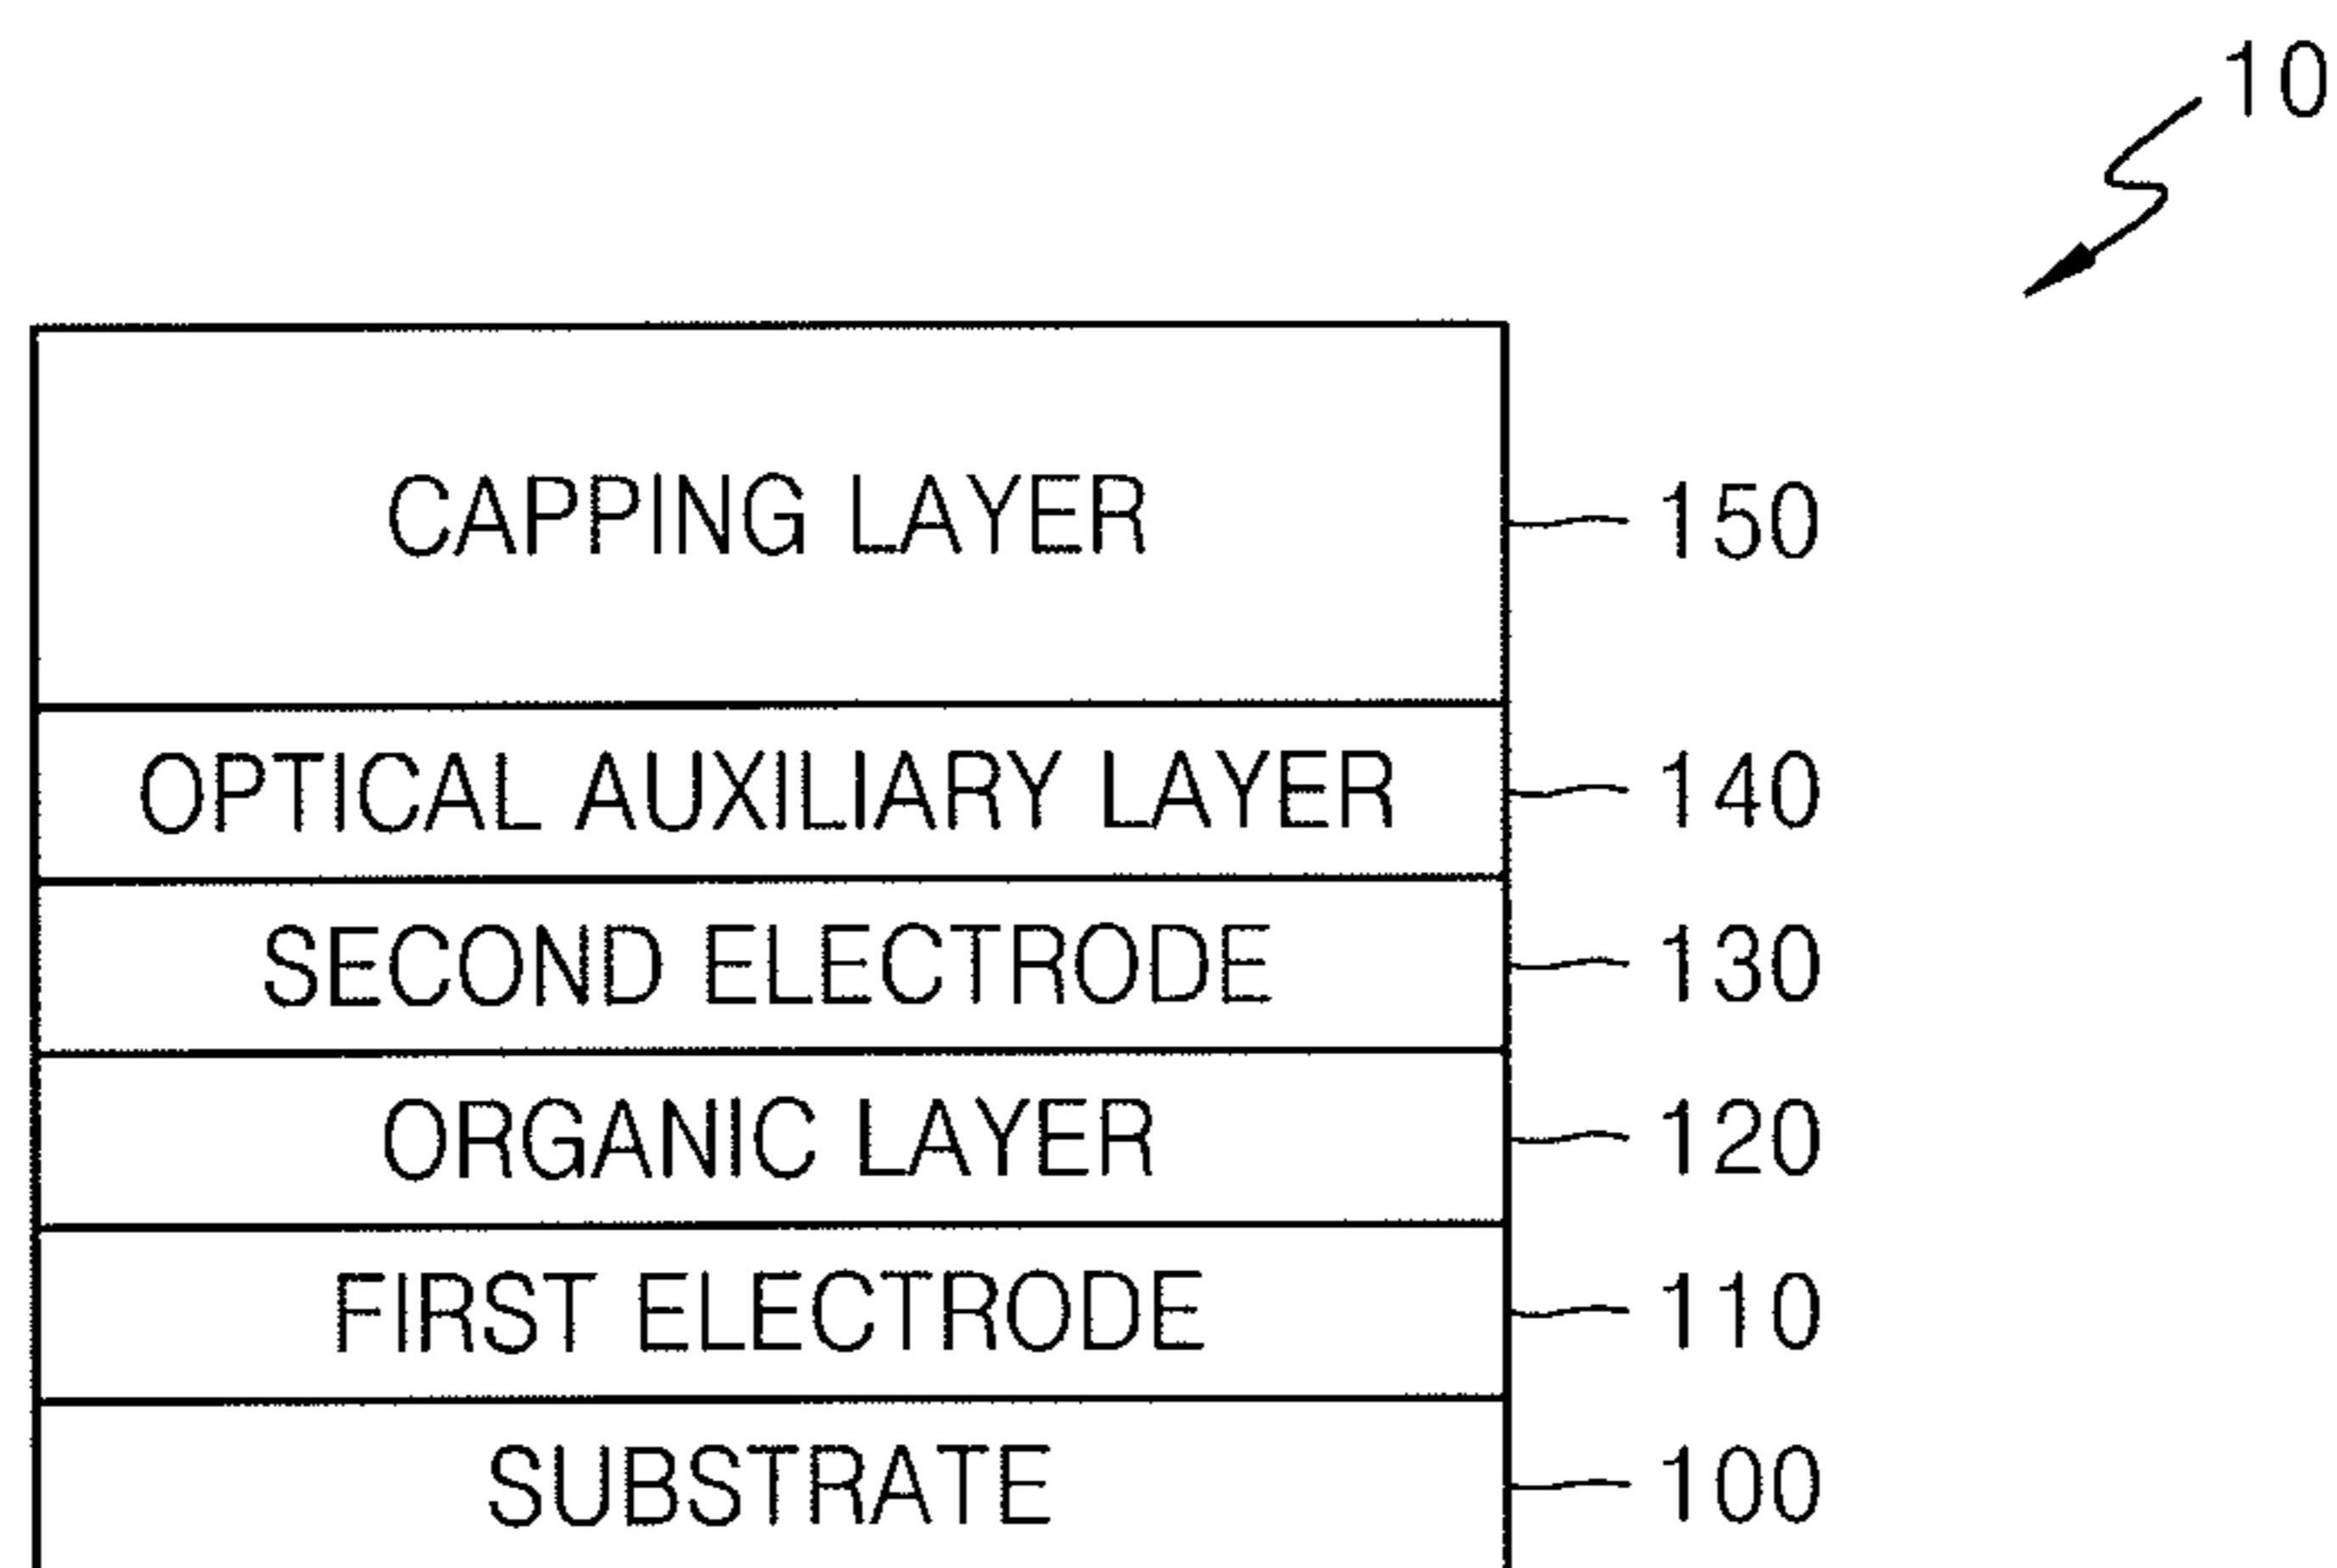 10
CAPPING LAYER 150
OPTICAL AUXILIARY LAYER 140
SECOND ELECTRODE 130
ORGANIC LAYER 120
FIRST ELECTRODE 110
SUBSTRATE 100